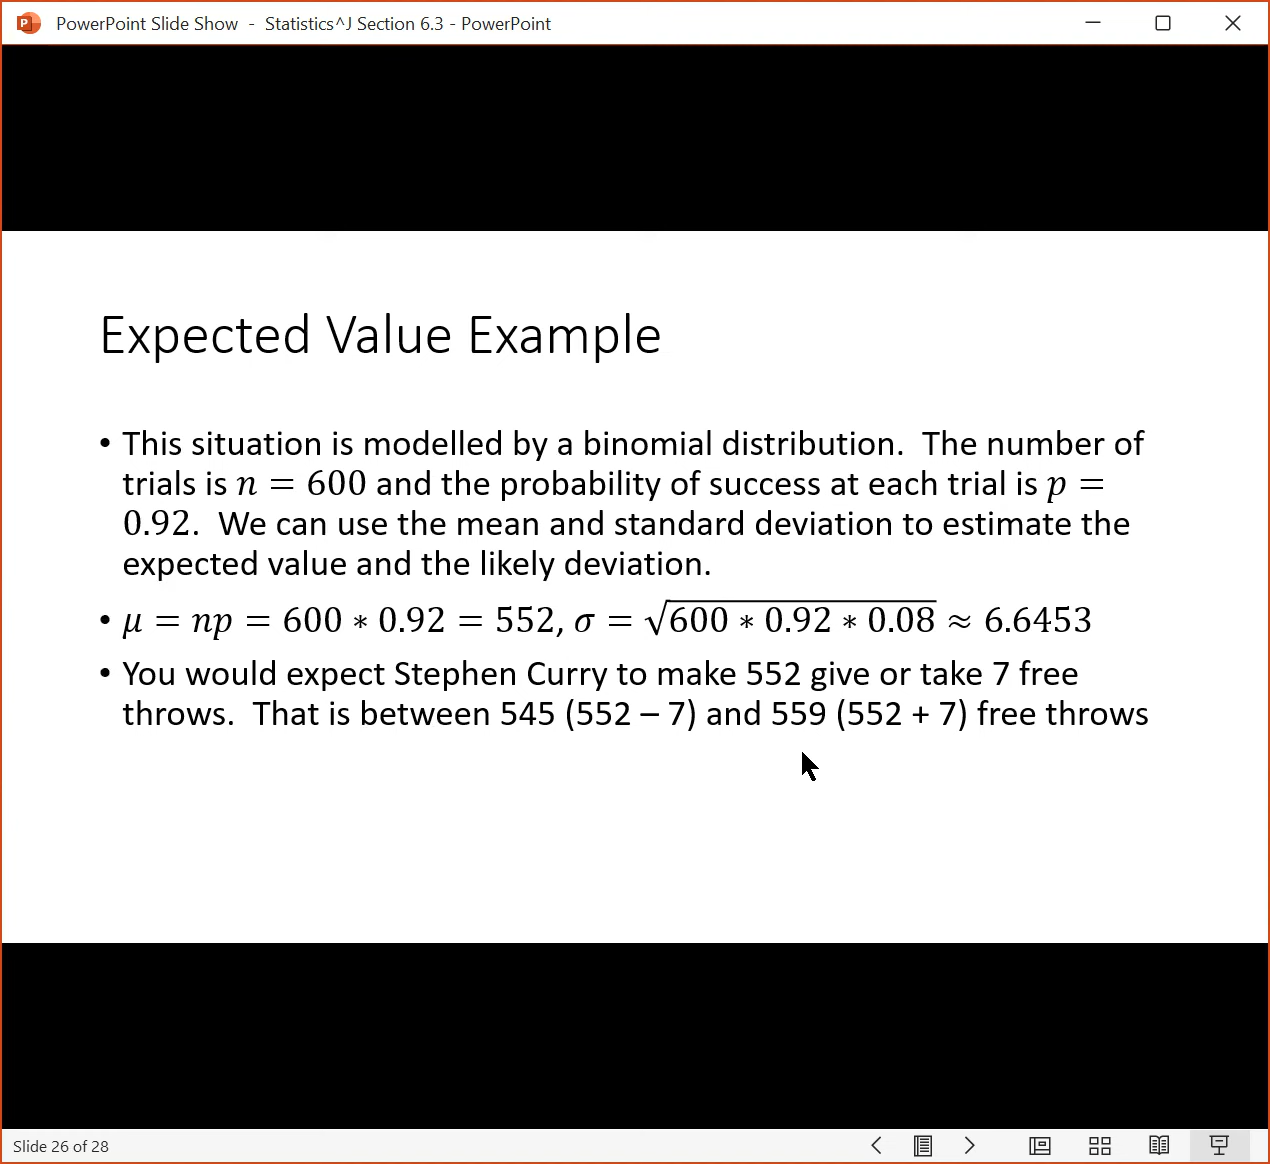 PowerPoint Slide Show - Statistics^J Section 6.3 - PowerPoint
Expected Value Example
• This situation is modelled by a binomial distribution. The number of
trials is n = 600 and the probability of success at each trial is p =
0.92. We can use the mean and standard deviation to estimate the
expected value and the likely deviation.
• μ = np = 600 ∗ 0.92 = 552, σ = √600 ∗ 0.92 ∗ 0.08 ≈ 6.6453
• You would expect Stephen Curry to make 552 give or take 7 free
throws. That is between 545 (552 – 7) and 559 (552 + 7) free throws
Slide 26 of 28